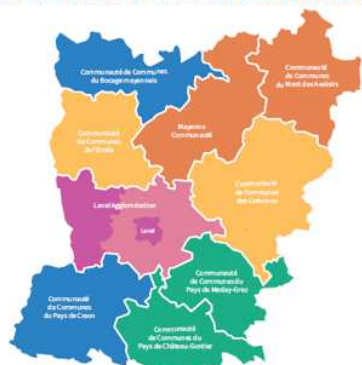 Communauté de Communes
du Bocage mayennais
Communauté
de Communes
du Mont des Avaloirs
Communauté
de Communes
de l'Ernée
Mayenne
Communauté
Communauté
de Communes
des Coëvrons
Laval Agglomération
Laval
Communauté
de Communes du
Pays de Meslay-Grez
Communauté
de Communes
du Pays de Craon
Communauté
de Communes du
Pays de Château-Gontier